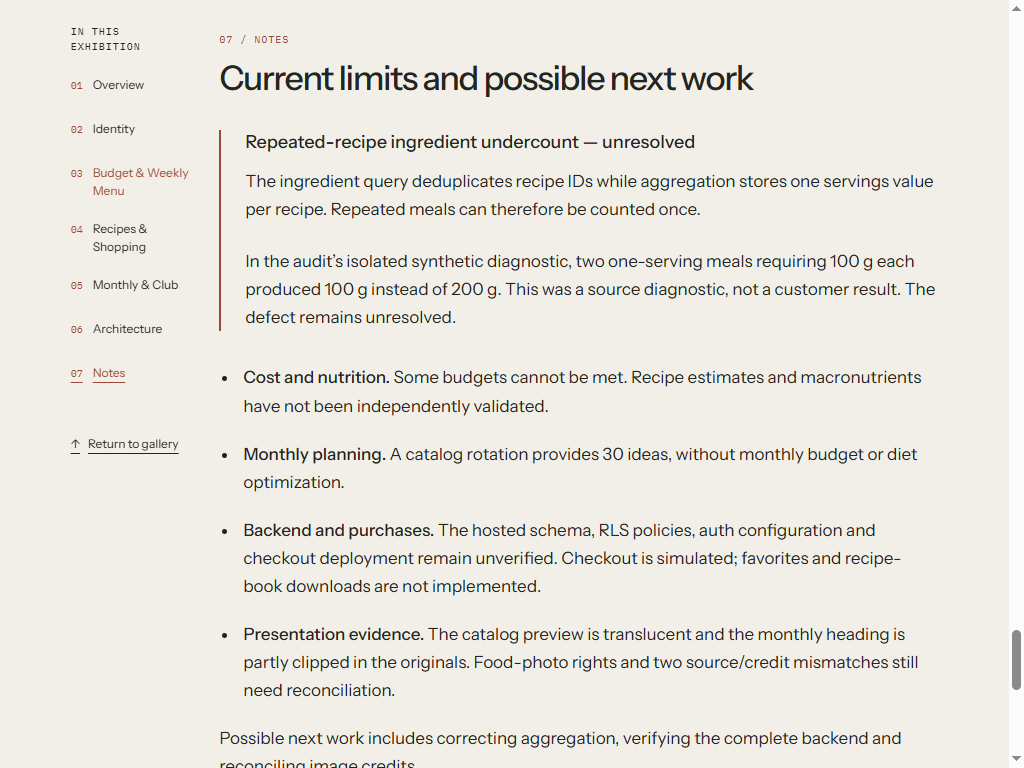 IN THIS
EXHIBITION
01 Overview
02 Identity
03 Budget & Weekly
Menu
04 Recipes &
Shopping
05 Monthly & Club
06 Architecture
07 Notes
↑ Return to gallery
07 / NOTES
Current limits and possible next work
Repeated-recipe ingredient undercount — unresolved
The ingredient query deduplicates recipe IDs while aggregation stores one servings value
per recipe. Repeated meals can therefore be counted once.
In the audit’s isolated synthetic diagnostic, two one-serving meals requiring 100 g each
produced 100 g instead of 200 g. This was a source diagnostic, not a customer result. The
defect remains unresolved.
• Cost and nutrition. Some budgets cannot be met. Recipe estimates and macronutrients
have not been independently validated.
• Monthly planning. A catalog rotation provides 30 ideas, without monthly budget or diet
optimization.
• Backend and purchases. The hosted schema, RLS policies, auth configuration and
checkout deployment remain unverified. Checkout is simulated; favorites and recipe-
book downloads are not implemented.
• Presentation evidence. The catalog preview is translucent and the monthly heading is
partly clipped in the originals. Food-photo rights and two source/credit mismatches still
need reconciliation.
Possible next work includes correcting aggregation, verifying the complete backend and
reconciling image credits.